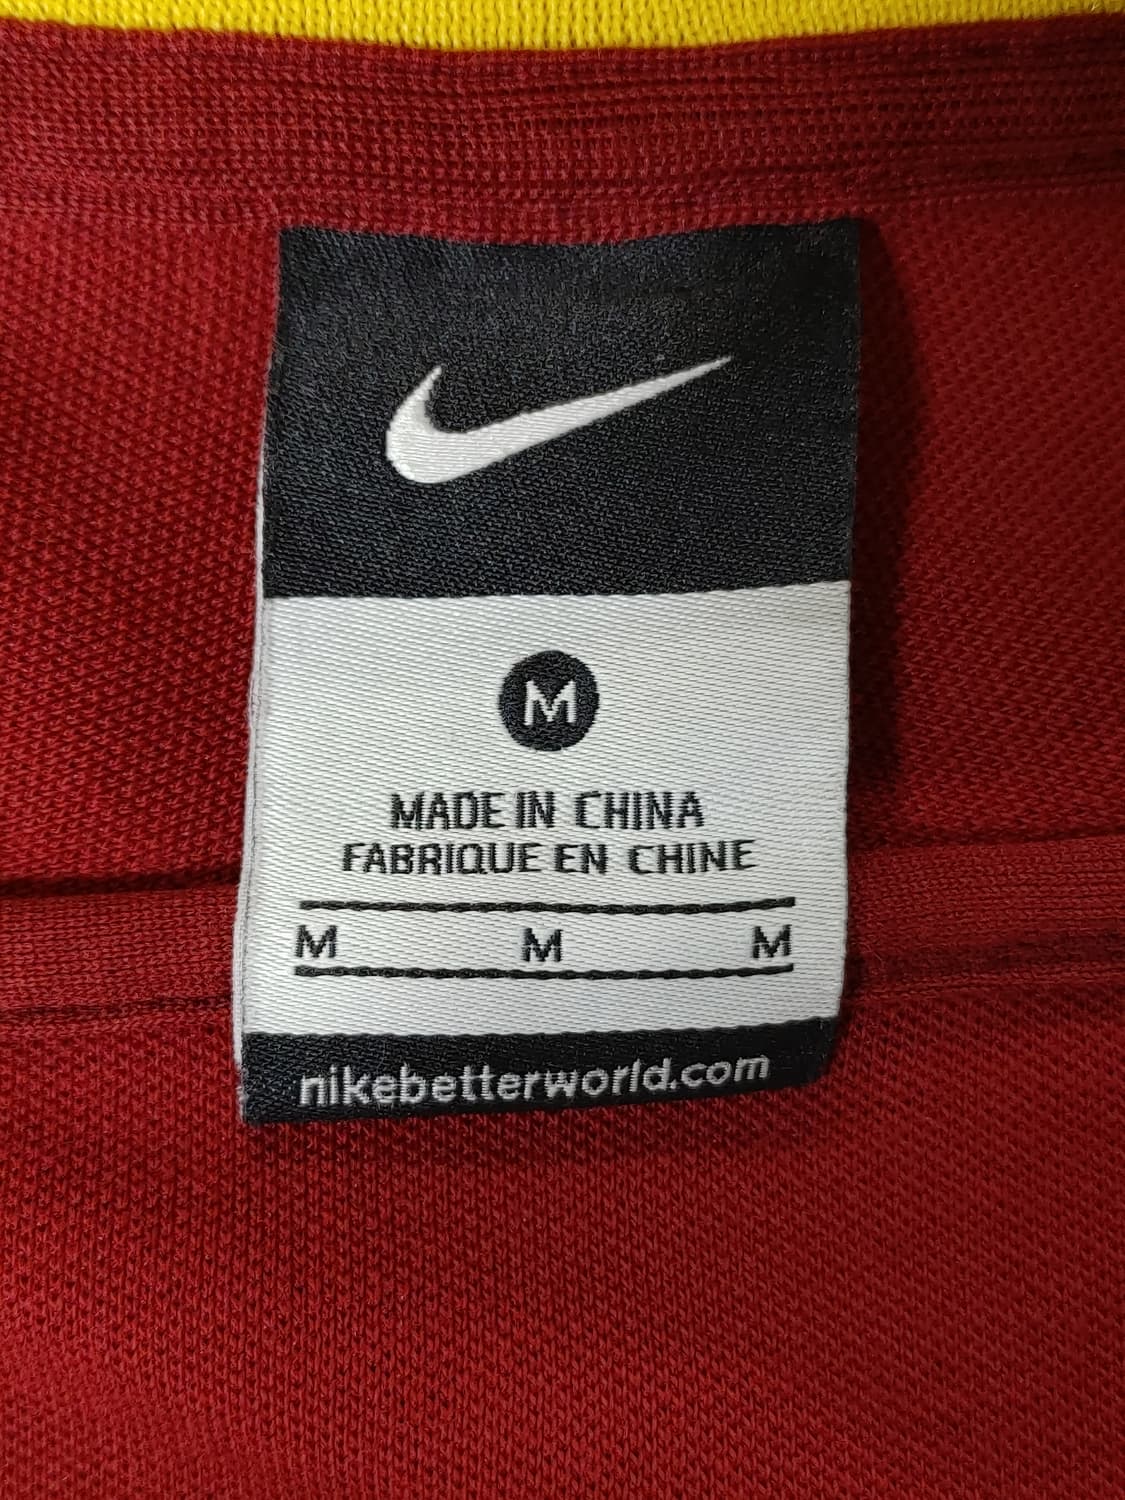 M
MADE IN CHINA
FABRIQUE EN CHINE
M M M
nikebetterworld.com